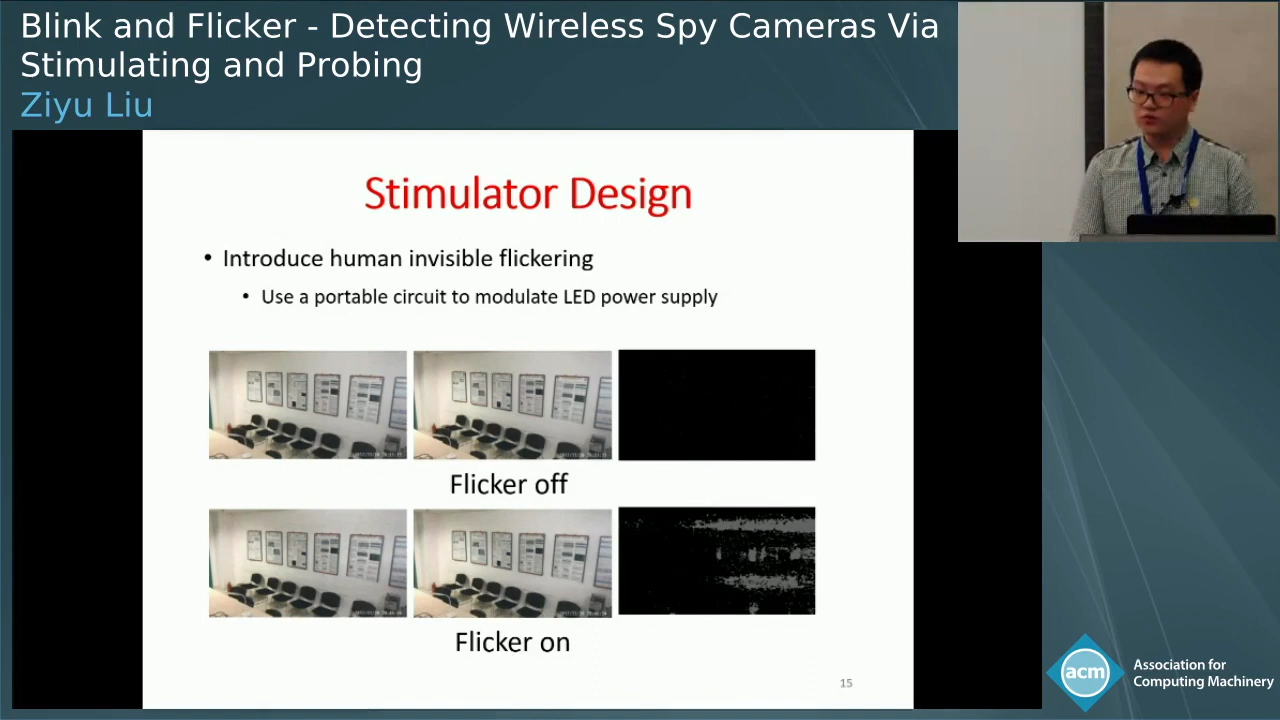 Blink and Flicker - Detecting Wireless Spy Cameras Via
Stimulating and Probing
Ziyu Liu
Stimulator Design
• Introduce human invisible flickering
• Use a portable circuit to modulate LED power supply
Flicker off
Flicker on
15
acm
Association for
Computing Machinery